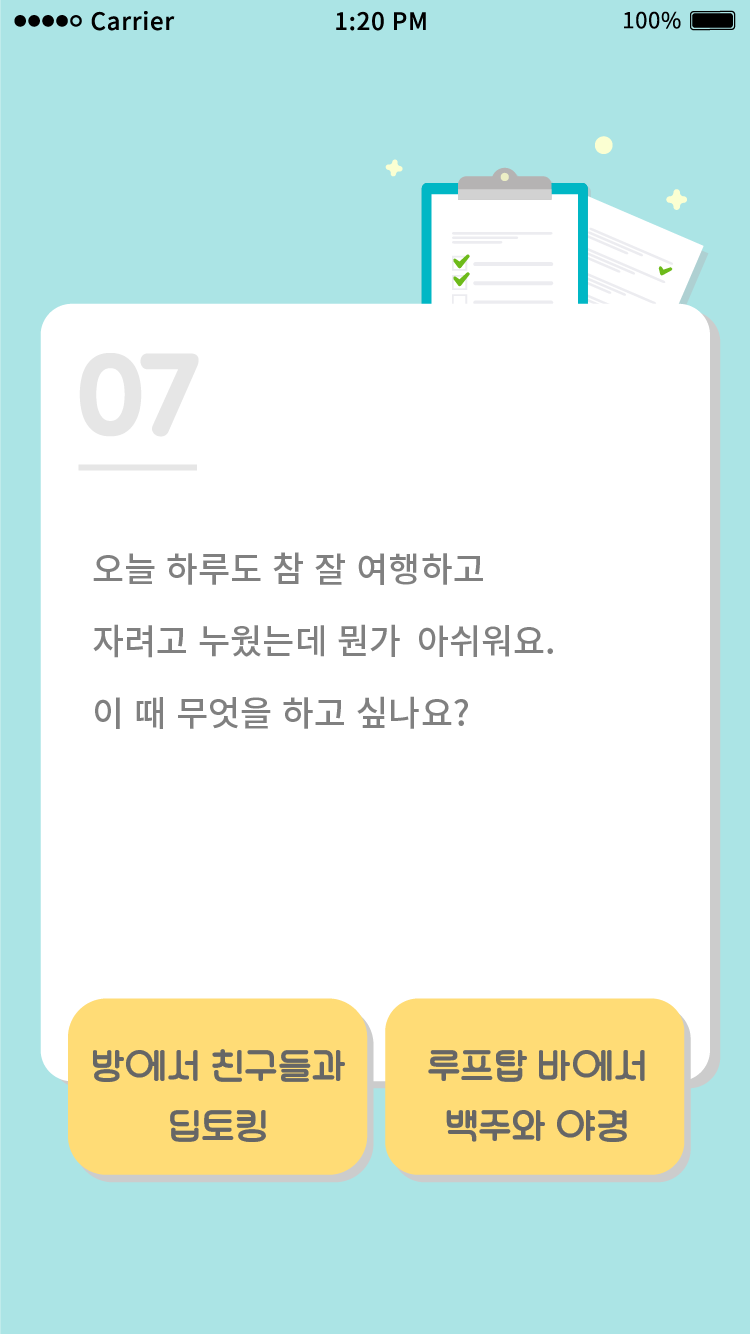 Carrier 1:20 PM 100%
07
오늘 하루도 참 잘 여행하고
자려고 누웠는데 뭔가 아쉬워요.
이 때 무엇을 하고 싶나요?
방에서 친구들과
딥토킹
루프탑 바에서
백주와 야경